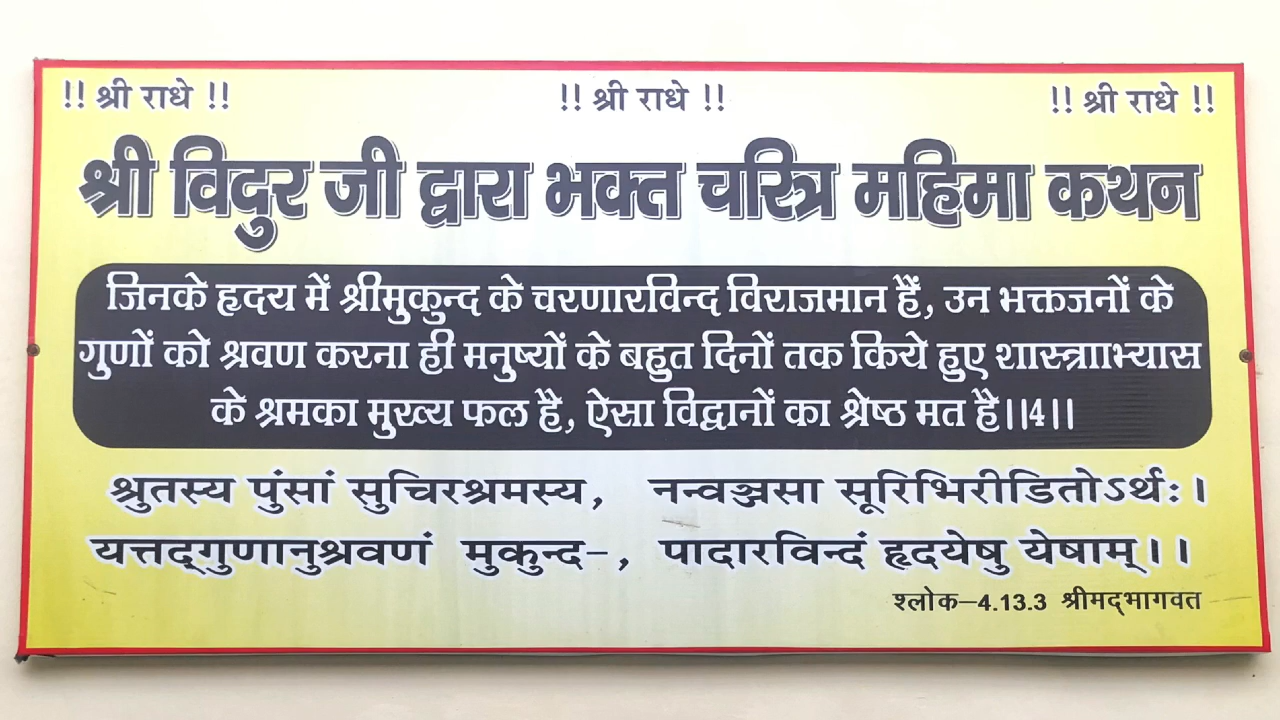 !! श्री राधे !! !! श्री राधे !! !! श्री राधे !!
श्री विदुर जी द्वारा भक्त चरित्र महिमा कथन
जिनके हृदय में श्रीमुकुन्द के चरणारविन्द विराजमान हैं, उन भक्तजनों के
गुणों को श्रवण करना ही मनुष्यों के बहुत दिनों तक किये हुए शास्त्रााभ्यास
के श्रमका मुख्य फल है, ऐसा विद्वानों का श्रेष्ठ मत है।।4।।
श्रुतस्य पुंसां सुचिरश्रमस्य, नन्वञ्जसा सूरिभिरीडितोऽर्थः।
यत्तद्गुणानुश्रवणं मुकुन्द-, पादारविन्दं हृदयेषु येषाम्।।
श्लोक-4.13.3 श्रीमद्भागवत